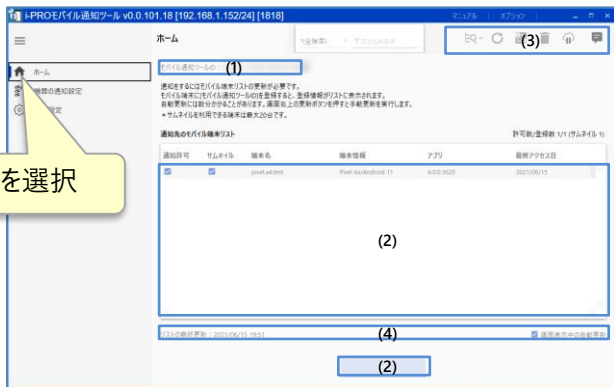 i-PROモバイル通知ツール v0.0.101.18 [192.168.1.152/24] [1818]
マニュアル | オプション
ホーム
(3)
ホーム
モバイル通知ツールID :
(1)
機器の通知設定
設定
通知をするにはモバイル端末リストの更新が必要です。
モバイル端末に[モバイル通知ツールID]を登録すると、登録情報がリストに表示されます。
自動更新には数分かかることがあります。画面右上の更新ボタンを押すと手動更新を実行します。
*サムネイルを利用できる端末は最大20台です。
通知先のモバイル端末リスト
許可数/登録数 1/1 (サムネイル 1)
通知許可 サムネイル 端末名 端末情報 アプリ 最終アクセス日
pixel.a4.test Pixel 4a/Android 11 6.0.0.3620 2021/06/15
を選択
(2)
リストの最終更新 : 2021/06/15 19:51
(4)
画面表示中の自動更新
(2)